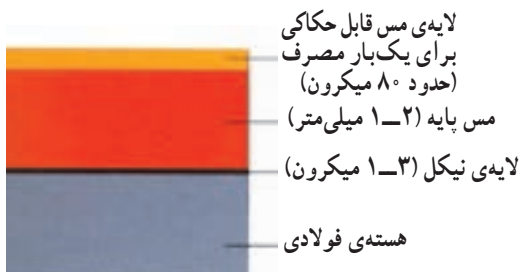 لایه‌ی مس قابل حکاکی
برای یک‌بار مصرف
(حدود ۸۰ میکرون)
مس پایه (۲ــ۱ میلی‌متر)
لایه‌ی نیکل (۳ــ۱ میکرون)
هسته‌ی فولادی